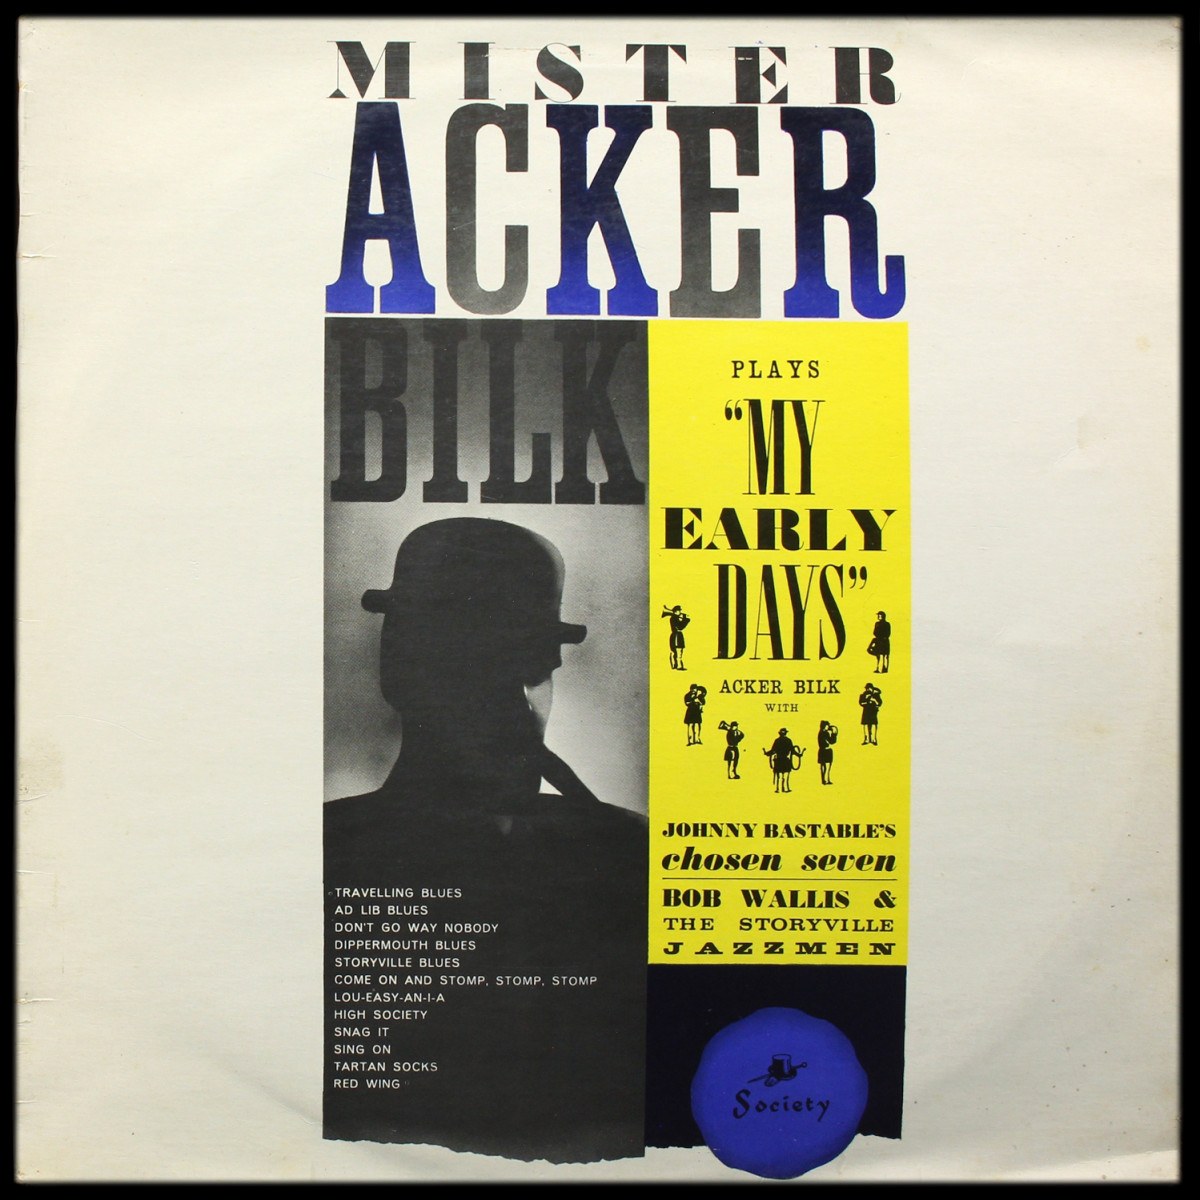 MISTER
ACKER
BILK
PLAYS
“MY
EARLY
DAYS”
ACKER BILK
WITH
JOHNNY BASTABLE'S
chosen seven
BOB WALLIS &
THE STORYVILLE
JAZZMEN
TRAVELLING BLUES
AD LIB BLUES
DON'T GO WAY NOBODY
DIPPERMOUTH BLUES
STORYVILLE BLUES
COME ON AND STOMP, STOMP, STOMP
LOU-EASY-AN-I-A
HIGH SOCIETY
SNAG IT
SING ON
TARTAN SOCKS
RED WING
Society